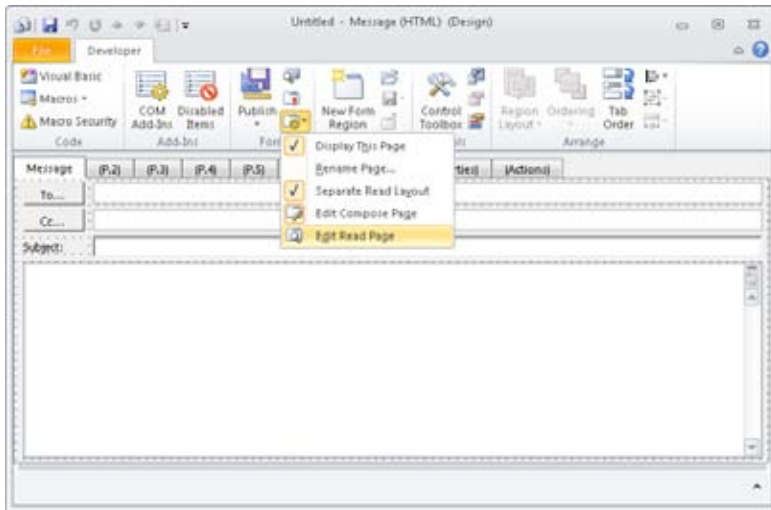 Untitled - Message (HTML) (Design)
File Developer
Visual Basic
Macros
Macro Security
COM Add-Ins
Disabled Items
Publish
New Form Region
Control Toolbox
Region Layout
Ordering
Tab Order
Code Add-Ins Arrange
Display This Page
Rename Page...
Separate Read Layout
Edit Compose Page
Edit Read Page
Message (P.2) (P.3) (P.4) (P.5) (Actions)
To...
Cc...
Subject: